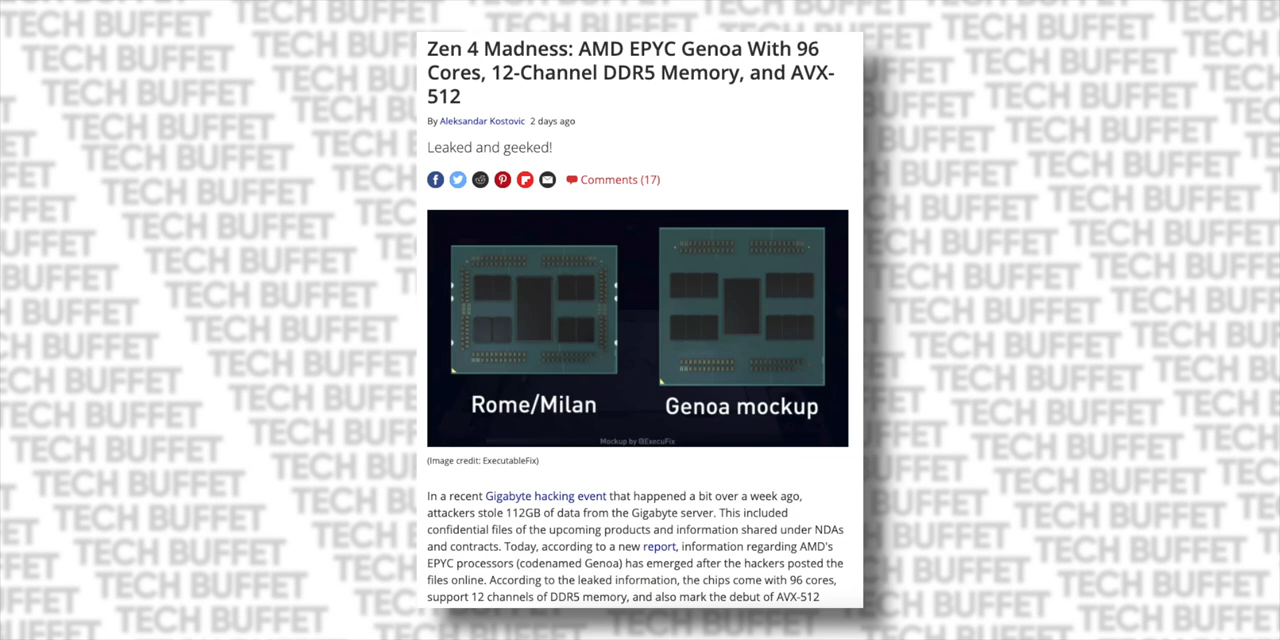 Zen 4 Madness: AMD EPYC Genoa With 96
Cores, 12-Channel DDR5 Memory, and AVX-
512
By Aleksandar Kostovic 2 days ago
Leaked and geeked!
Comments (17)
Rome/Milan
Genoa mockup
Mockup by @ExecuFix
(Image credit: ExecutableFix)
In a recent Gigabyte hacking event that happened a bit over a week ago,
attackers stole 112GB of data from the Gigabyte server. This included
confidential files of the upcoming products and information shared under NDAs
and contracts. Today, according to a new report, information regarding AMD's
EPYC processors (codenamed Genoa) has emerged after the hackers posted the
files online. According to the leaked information, the chips come with 96 cores,
support 12 channels of DDR5 memory, and also mark the debut of AVX-512
TECH BUFFET